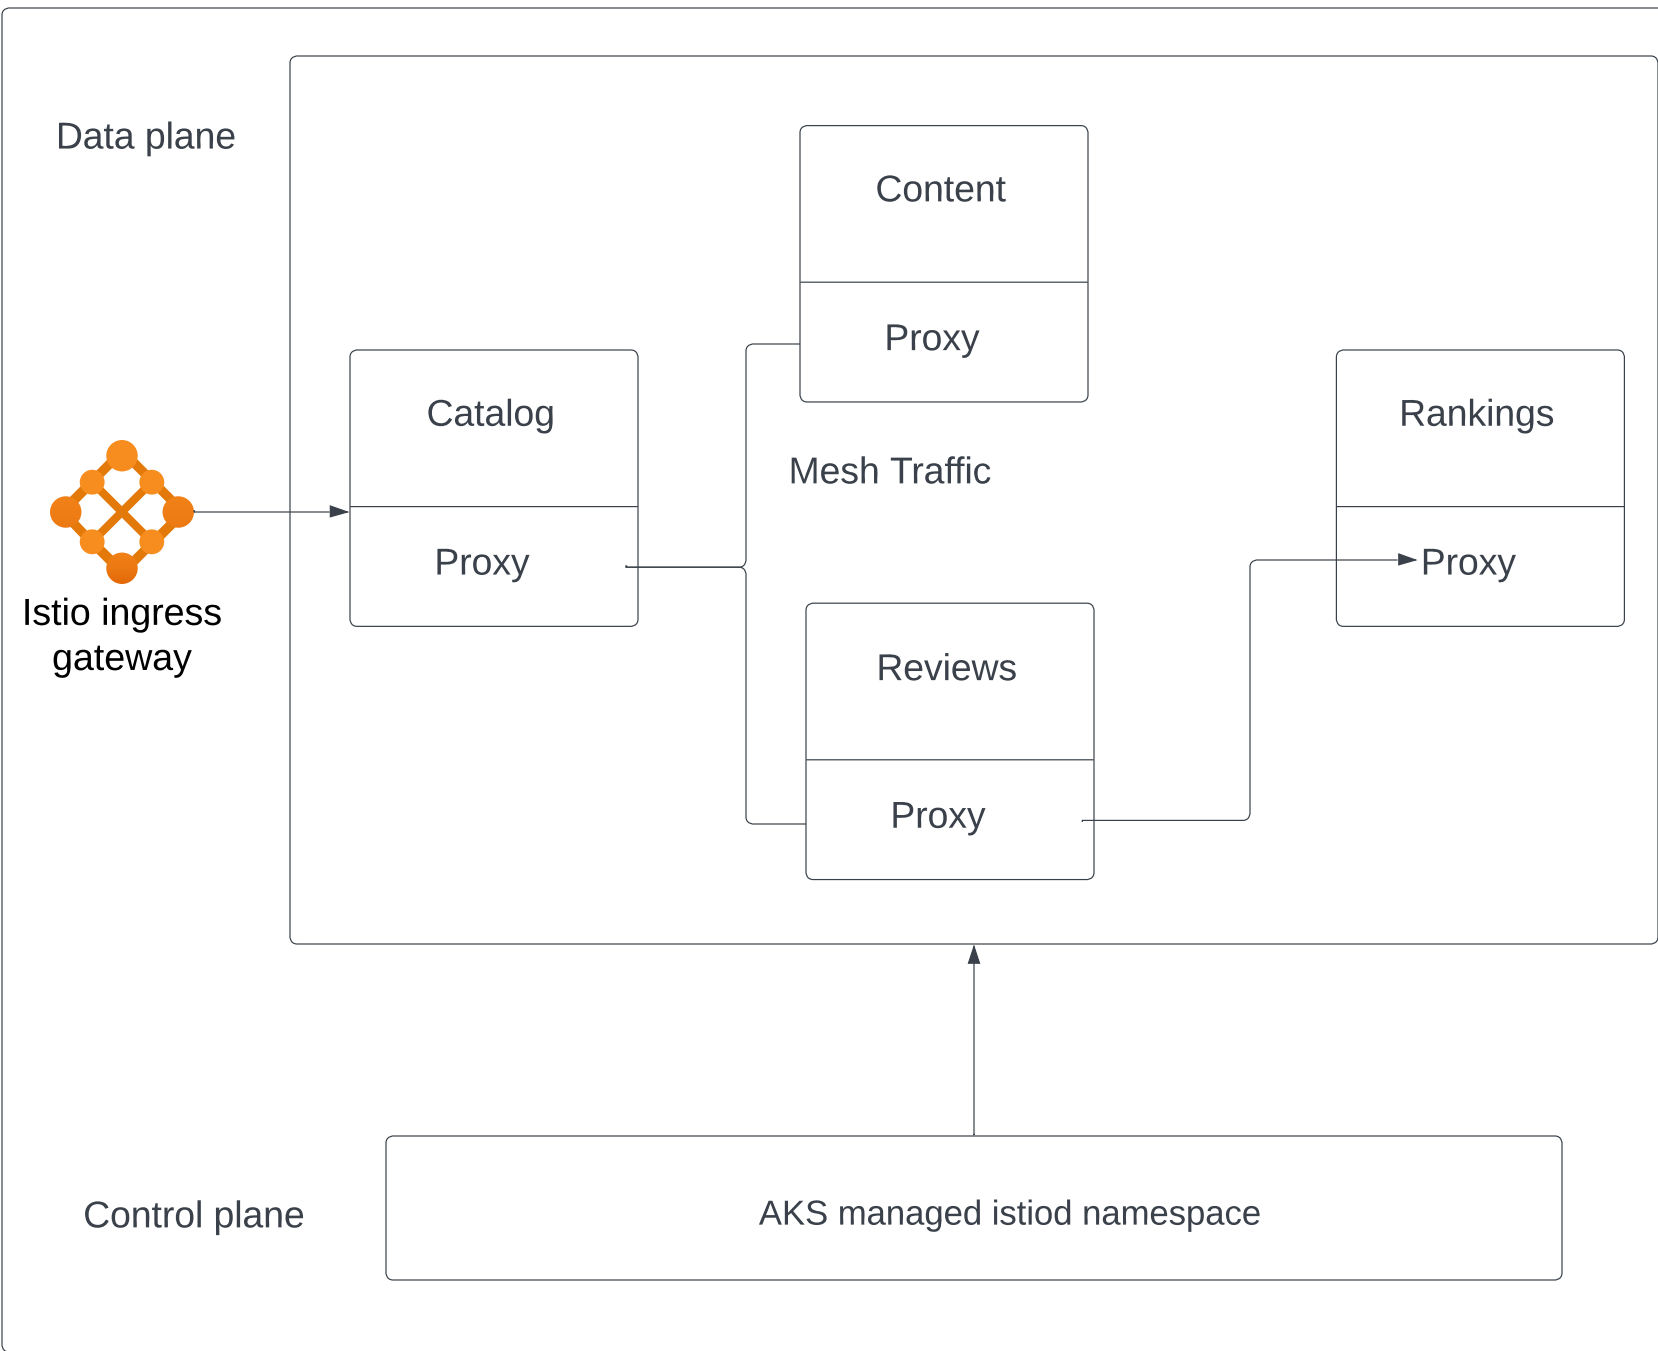 Data plane
Content
Proxy
Catalog
Proxy
Mesh Traffic
Rankings
Proxy
Istio ingress
gateway
Reviews
Proxy
Control plane
AKS managed istiod namespace